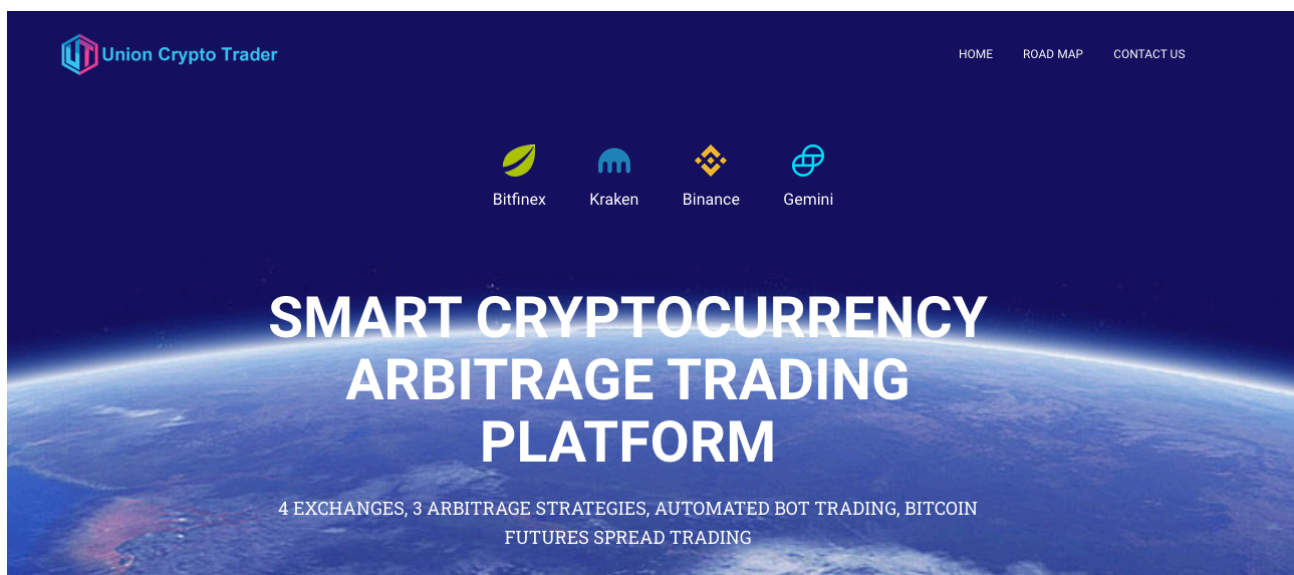 Union Crypto Trader
HOME ROAD MAP CONTACT US
Bitfinex Kraken Binance Gemini
SMART CRYPTOCURRENCY
ARBITRAGE TRADING
PLATFORM
4 EXCHANGES, 3 ARBITRAGE STRATEGIES, AUTOMATED BOT TRADING, BITCOIN
FUTURES SPREAD TRADING